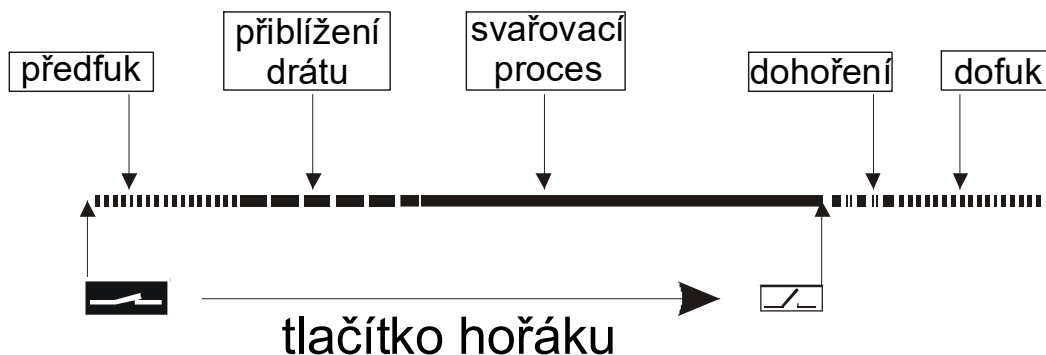 předfuk
přiblížení
drátu
svařovací
proces
dohoření
dofuk
tlačítko hořáku